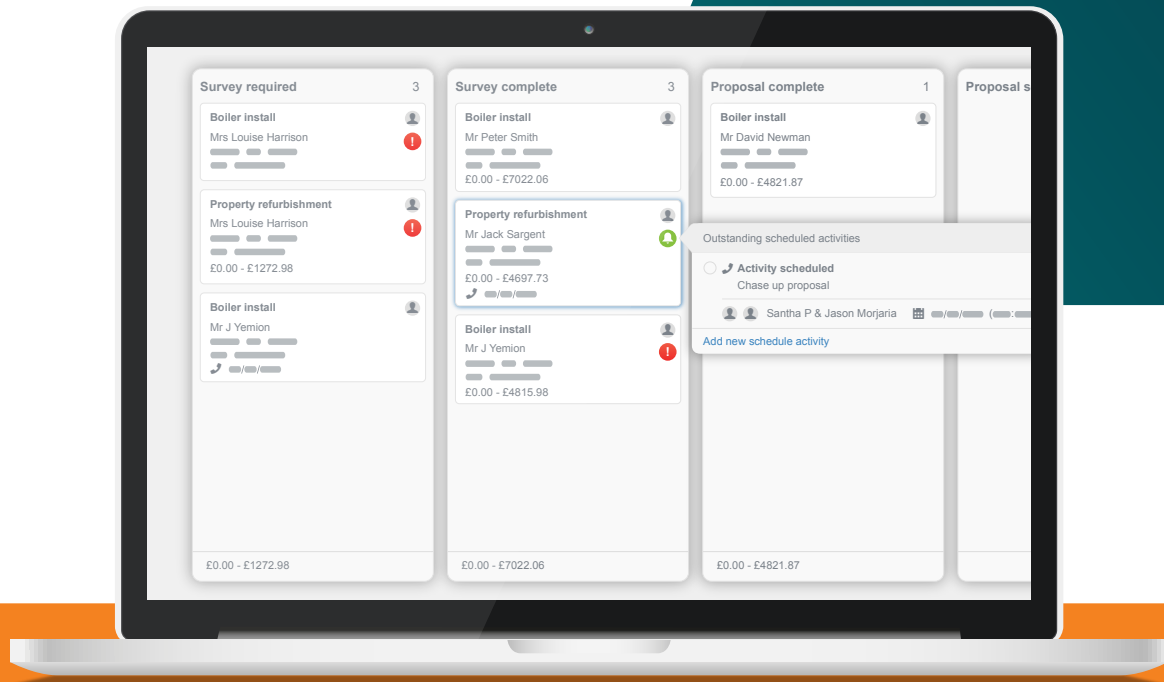 Survey required 3
Boiler install
Mrs Louise Harrison
!
Property refurbishment
Mrs Louise Harrison
!
£0.00 - £1272.98
Boiler install
Mr J Yemion
£0.00 - £1272.98
Survey complete 3
Boiler install
Mr Peter Smith
£0.00 - £7022.06
Property refurbishment
Mr Jack Sargent
£0.00 - £4697.73
Boiler install
Mr J Yemion
!
£0.00 - £4815.98
£0.00 - £7022.06
Proposal complete 1
Boiler install
Mr David Newman
£0.00 - £4821.87
Outstanding scheduled activities
Activity scheduled
Chase up proposal
Santha P & Jason Morjaria
Add new schedule activity
£0.00 - £4821.87
Proposal s